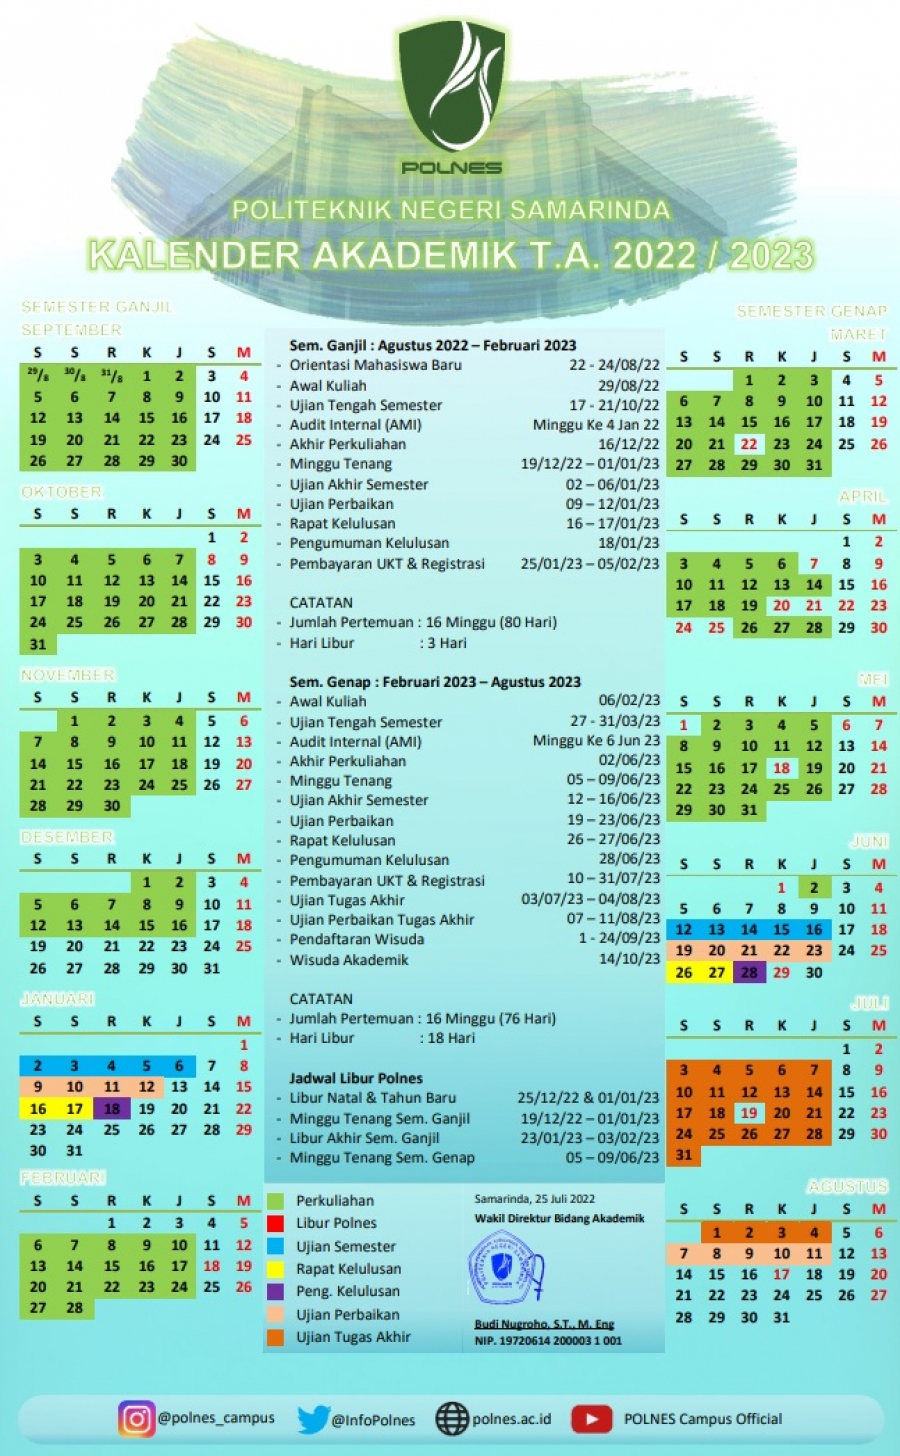 POLNES
POLITEKNIK NEGERI SAMARINDA
KALENDER AKADEMIK T.A. 2022 / 2023
SEMESTER GANJIL
SEPTEMBER
S S R K J S M
29/8 30/8 31/8 1 2 3 4
5 6 7 8 9 10 11
12 13 14 15 16 17 18
19 20 21 22 23 24 25
26 27 28 29 30
OKTOBER
S S R K J S M
1 2
3 4 5 6 7 8 9
10 11 12 13 14 15 16
17 18 19 20 21 22 23
24 25 26 27 28 29 30
31
NOVEMBER
S S R K J S M
1 2 3 4 5 6
7 8 9 10 11 12 13
14 15 16 17 18 19 20
21 22 23 24 25 26 27
28 29 30
DESEMBER
S S R K J S M
1 2 3 4
5 6 7 8 9 10 11
12 13 14 15 16 17 18
19 20 21 22 23 24 25
26 27 28 29 30 31
JANUARI
S S R K J S M
1
2 3 4 5 6 7 8
9 10 11 12 13 14 15
16 17 18 19 20 21 22
23 24 25 26 27 28 29
30 31
FEBRUARI
S S R K J S M
1 2 3 4 5
6 7 8 9 10 11 12
13 14 15 16 17 18 19
20 21 22 23 24 25 26
27 28
Sem. Ganjil : Agustus 2022 – Februari 2023
- Orientasi Mahasiswa Baru 22 - 24/08/22
- Awal Kuliah 29/08/22
- Ujian Tengah Semester 17 - 21/10/22
- Audit Internal (AMI) Minggu Ke 4 Jan 22
- Akhir Perkuliahan 16/12/22
- Minggu Tenang 19/12/22 – 01/01/23
- Ujian Akhir Semester 02 – 06/01/23
- Ujian Perbaikan 09 – 12/01/23
- Rapat Kelulusan 16 – 17/01/23
- Pengumuman Kelulusan 18/01/23
- Pembayaran UKT & Registrasi 25/01/23 – 05/02/23
CATATAN
- Jumlah Pertemuan : 16 Minggu (80 Hari)
- Hari Libur : 3 Hari
Sem. Genap : Februari 2023 – Agustus 2023
- Awal Kuliah 06/02/23
- Ujian Tengah Semester 27 - 31/03/23
- Audit Internal (AMI) Minggu Ke 6 Jun 23
- Akhir Perkuliahan 02/06/23
- Minggu Tenang 05 – 09/06/23
- Ujian Akhir Semester 12 – 16/06/23
- Ujian Perbaikan 19 – 23/06/23
- Rapat Kelulusan 26 – 27/06/23
- Pengumuman Kelulusan 28/06/23
- Pembayaran UKT & Registrasi 10 – 31/07/23
- Ujian Tugas Akhir 03/07/23 – 04/08/23
- Ujian Perbaikan Tugas Akhir 07 – 11/08/23
- Pendaftaran Wisuda 1 - 24/09/23
- Wisuda Akademik 14/10/23
CATATAN
- Jumlah Pertemuan : 16 Minggu (76 Hari)
- Hari Libur : 18 Hari
Jadwal Libur Polnes
- Libur Natal & Tahun Baru 25/12/22 & 01/01/23
- Minggu Tenang Sem. Ganjil 19/12/22 – 01/01/23
- Libur Akhir Sem. Ganjil 23/01/23 – 03/02/23
- Minggu Tenang Sem. Genap 05 – 09/06/23
Perkuliahan
Libur Polnes
Ujian Semester
Rapat Kelulusan
Peng. Kelulusan
Ujian Perbaikan
Ujian Tugas Akhir
Samarinda, 25 Juli 2022
Wakil Direktur Bidang Akademik
Budi Nugroho, S.T., M. Eng
NIP. 19720614 200003 1 001
SEMESTER GENAP
MARET
S S R K J S M
1 2 3 4 5
6 7 8 9 10 11 12
13 14 15 16 17 18 19
20 21 22 23 24 25 26
27 28 29 30 31
APRIL
S S R K J S M
1 2
3 4 5 6 7 8 9
10 11 12 13 14 15 16
17 18 19 20 21 22 23
24 25 26 27 28 29 30
MEI
S S R K J S M
1 2 3 4 5 6 7
8 9 10 11 12 13 14
15 16 17 18 19 20 21
22 23 24 25 26 27 28
29 30 31
JUNI
S S R K J S M
1 2 3 4
5 6 7 8 9 10 11
12 13 14 15 16 17 18
19 20 21 22 23 24 25
26 27 28 29 30
JULI
S S R K J S M
1 2
3 4 5 6 7 8 9
10 11 12 13 14 15 16
17 18 19 20 21 22 23
24 25 26 27 28 29 30
31
AGUSTUS
S S R K J S M
1 2 3 4 5 6
7 8 9 10 11 12 13
14 15 16 17 18 19 20
21 22 23 24 25 26 27
28 29 30 31
@polnes_campus @InfoPolnes polnes.ac.id POLNES Campus Official